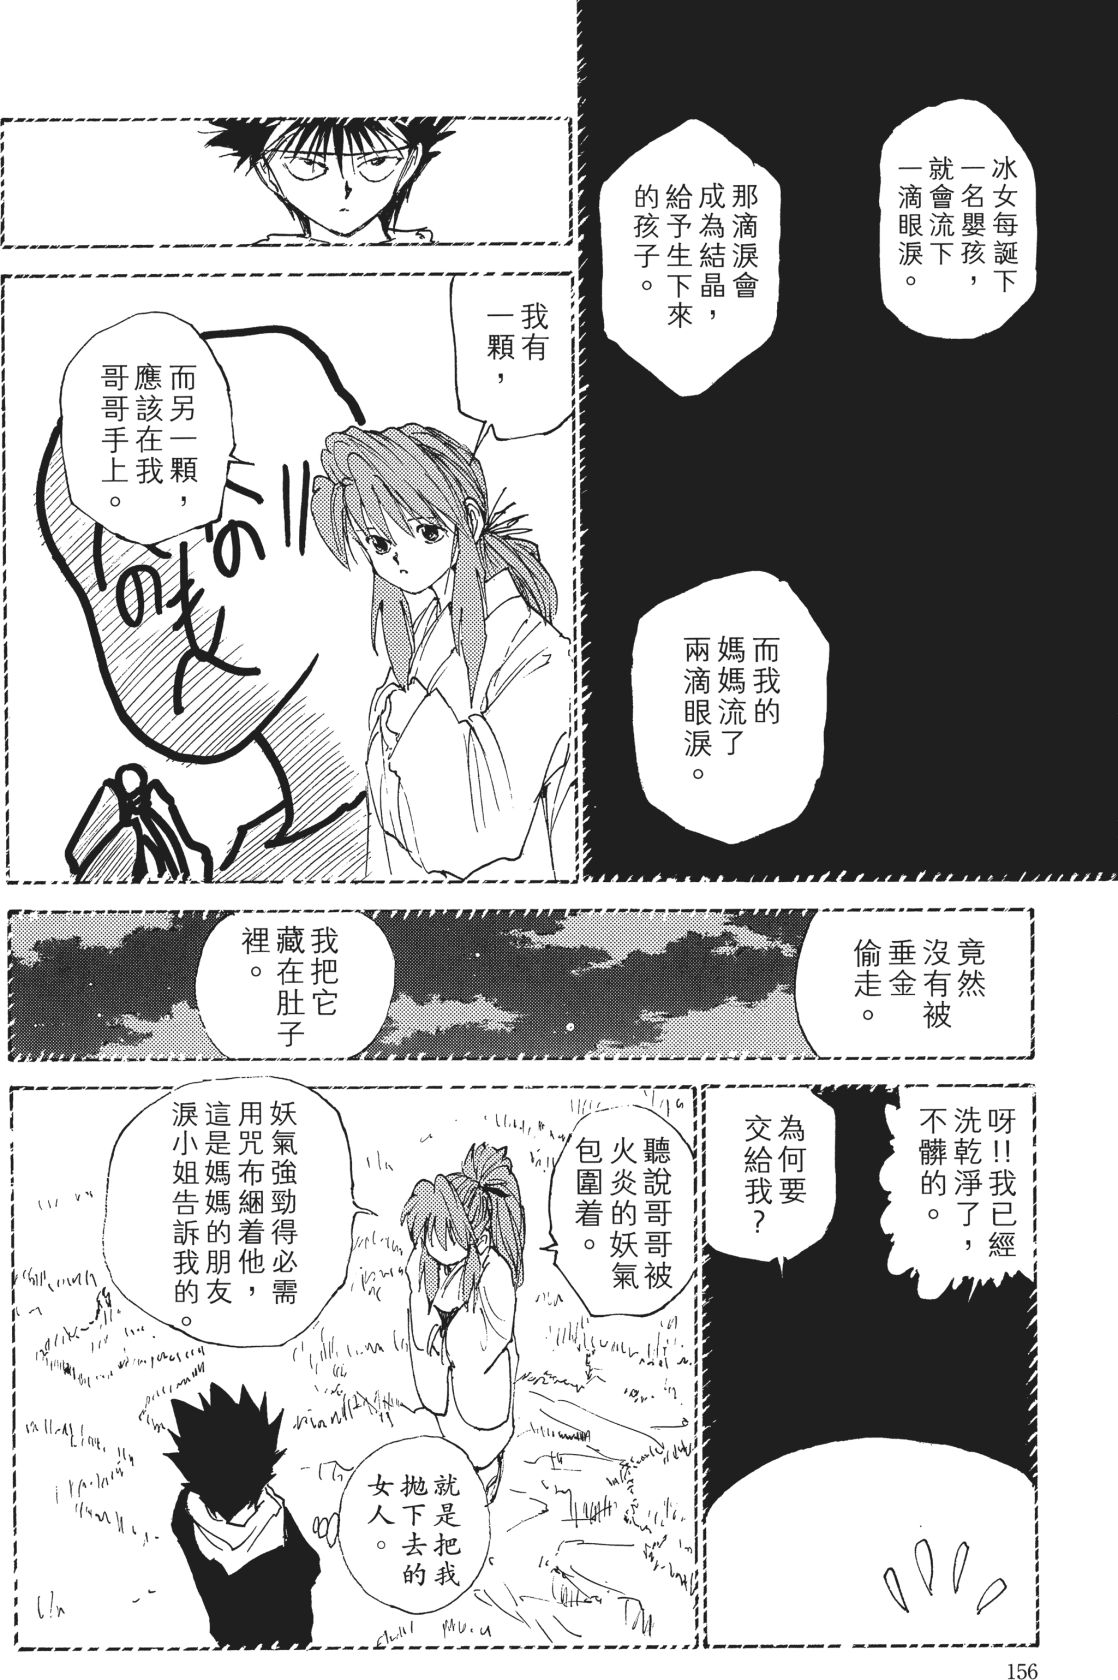 冰女每誕下
一名嬰孩，
就會流下
一滴眼淚。
那滴淚會
成為結晶，
給予生下來
的孩子。
而我的
媽媽流了
兩滴眼淚。
我有
一顆，
而另一顆，
應該在我
哥哥手上。
竟然
沒有被
垂金
偷走。
我把它
藏在肚子
裡。
呀!!我已經
洗乾淨了，
不髒的。
為何要
交給我？
聽說哥哥被
火炎的妖氣
包圍着。
妖氣強勁得必需
用咒布綑着他，
這是媽媽的朋友
淚小姐告訴我的。
就是把我
拋下去的
女人。
156